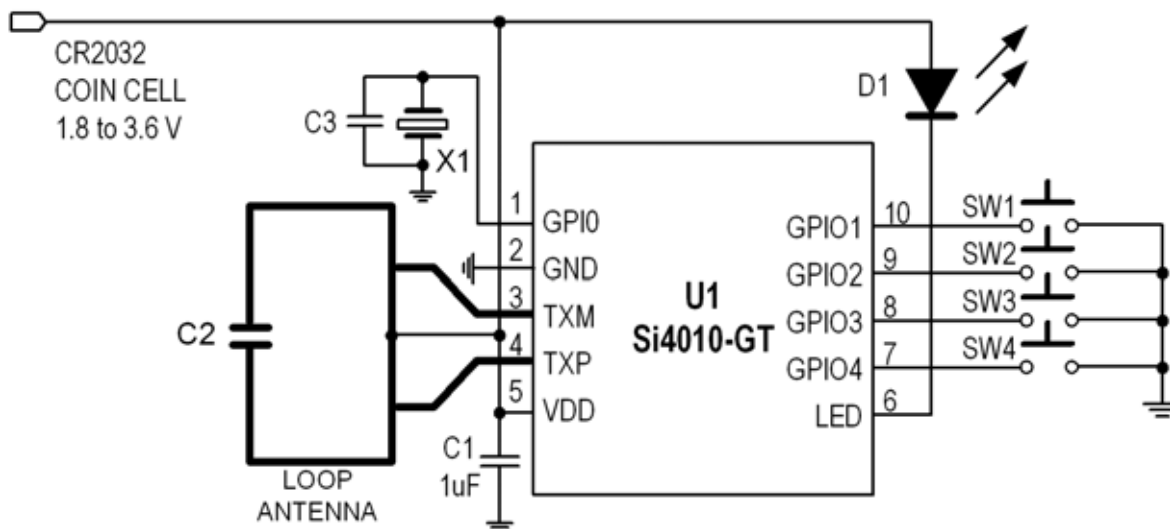 CR2032
COIN CELL
1.8 to 3.6 V
D1
C3
X1
1
GPI0
2
GND
3
TXM
4
TXP
5
VDD
U1
Si4010-GT
GPIO1
10
SW1
GPIO2
9
SW2
GPIO3
8
SW3
GPIO4
7
SW4
LED
6
C2
C1
1uF
LOOP
ANTENNA